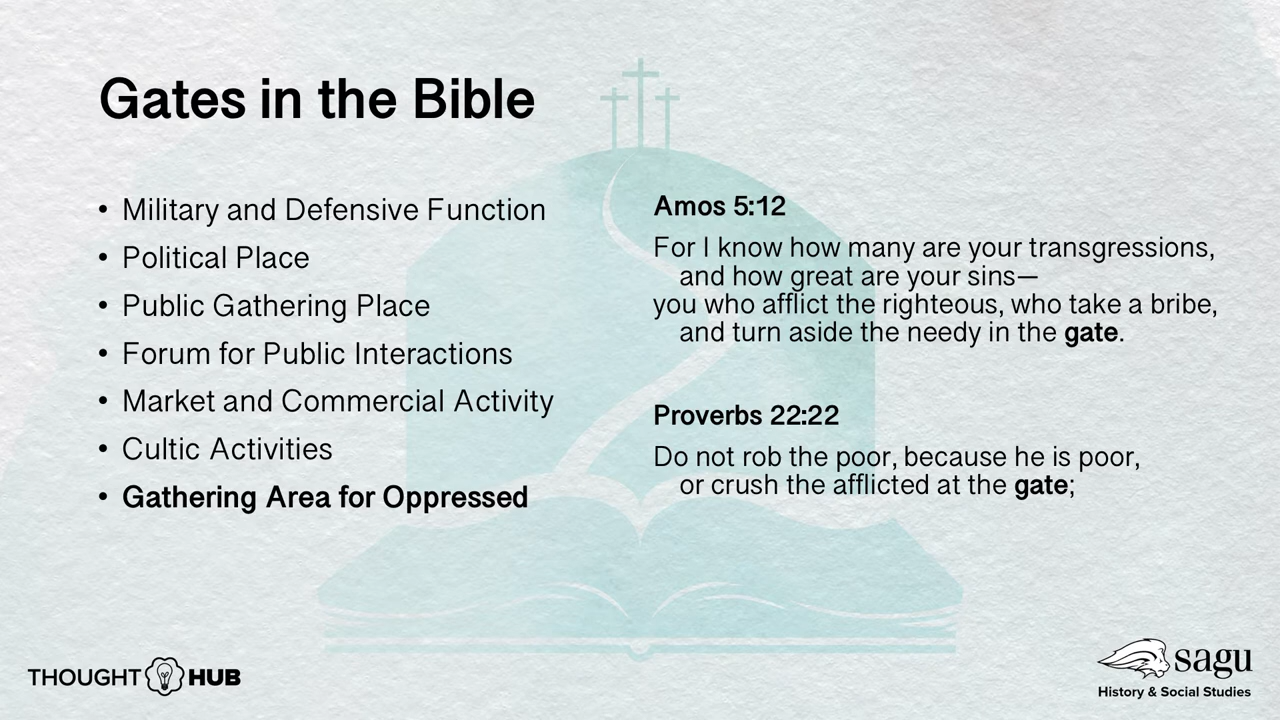 Gates in the Bible
• Military and Defensive Function
• Political Place
• Public Gathering Place
• Forum for Public Interactions
• Market and Commercial Activity
• Cultic Activities
• Gathering Area for Oppressed
Amos 5:12
For I know how many are your transgressions,
and how great are your sins—
you who afflict the righteous, who take a bribe,
and turn aside the needy in the gate.
Proverbs 22:22
Do not rob the poor, because he is poor,
or crush the afflicted at the gate;
THOUGHT HUB
sagu
History & Social Studies